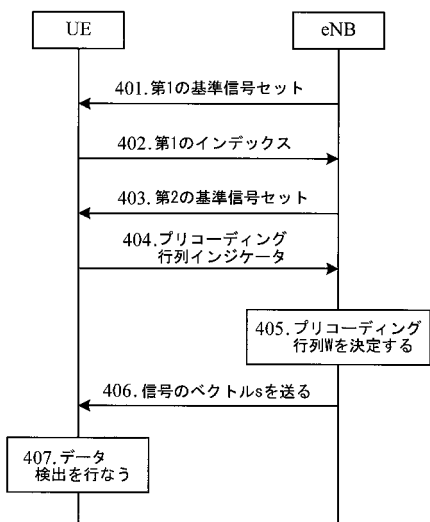 UE
eNB
401.第1の基準信号セット
402.第1のインデックス
403.第2の基準信号セット
404.プリコーディング
行列インジケータ
405.プリコーディング
行列Wを決定する
406.信号のベクトルsを送る
407.データ
検出を行なう